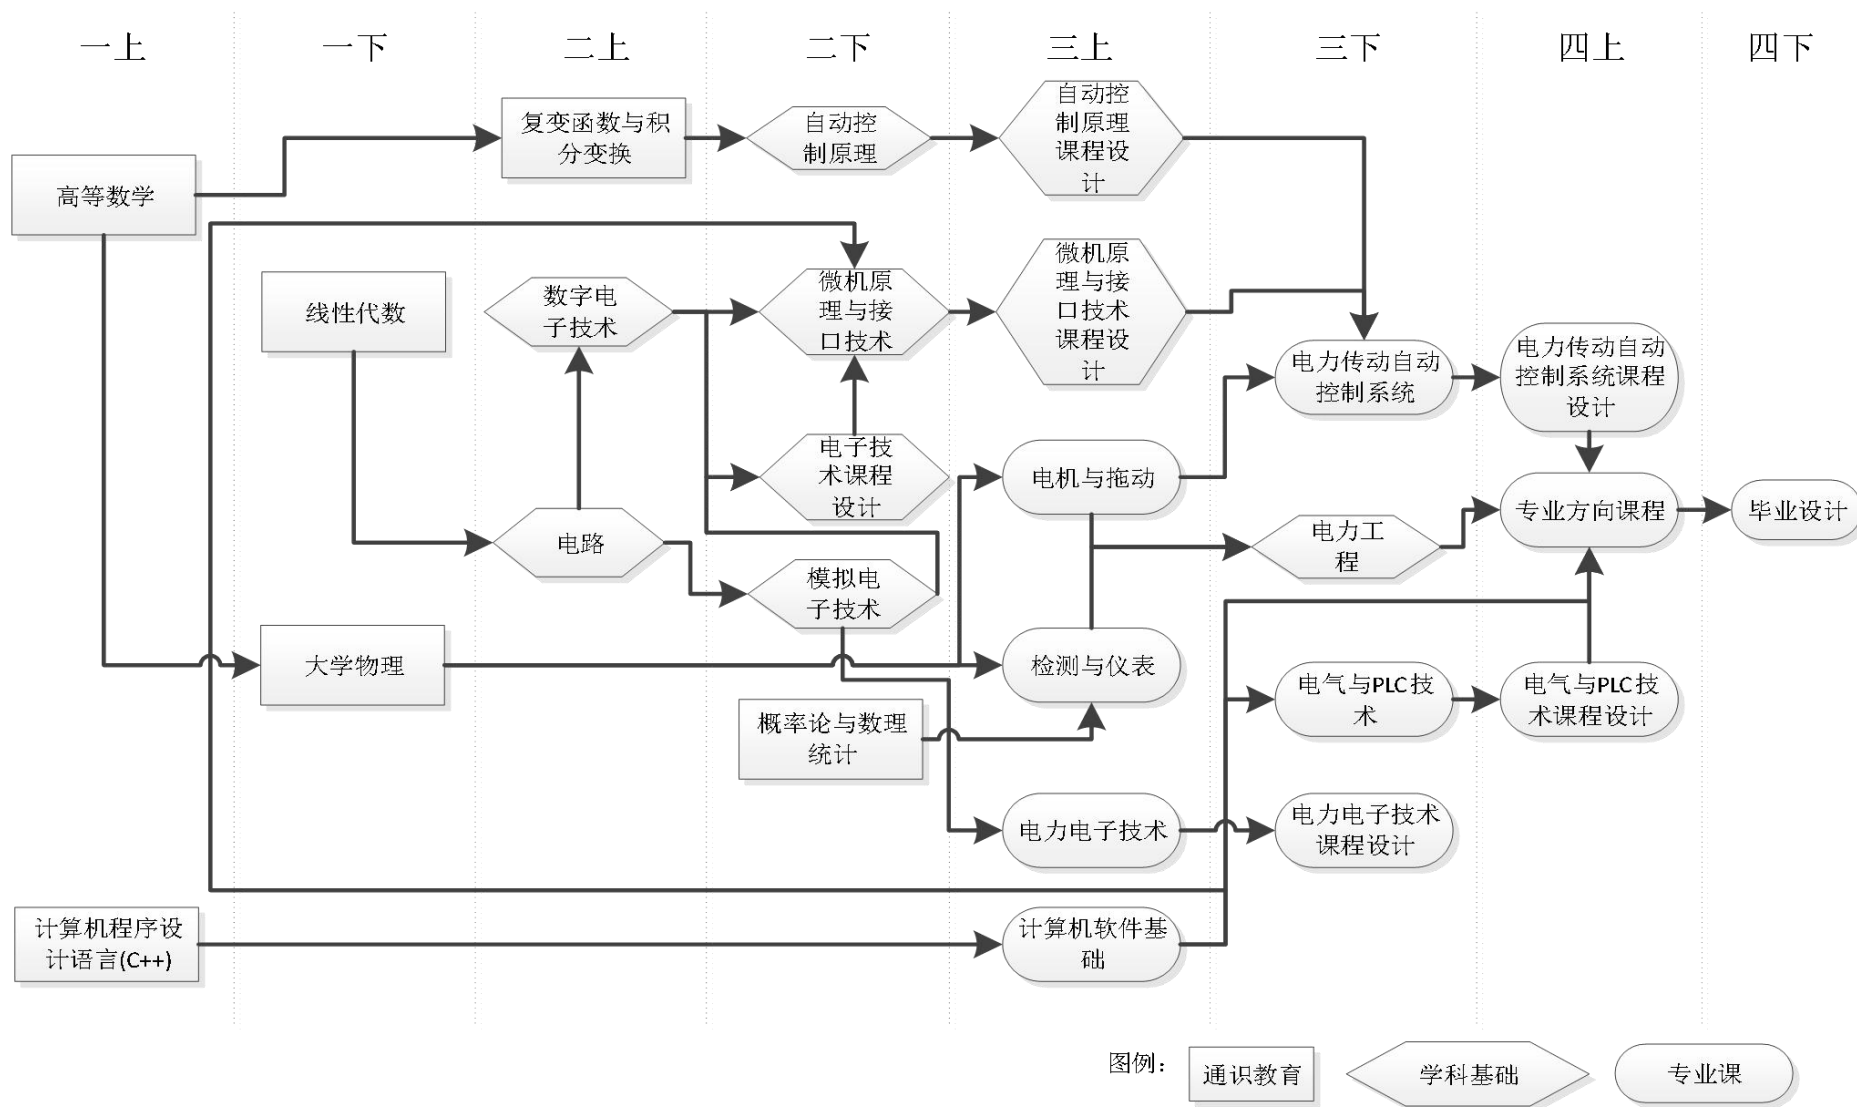 一上
一下
二上
二下
三上
三下
四上
四下
复变函数与积
分变换
自动控
制原理
自动控
制原理
课程设
计
高等数学
线性代数
数字电
子技术
微机原
理与接
口技术
微机原
理与接
口技术
课程设
计
电力传动自动
控制系统
电力传动自动
控制系统课程
设计
电子技
术课程
设计
电机与拖动
专业方向课程
毕业设计
电路
电力工
程
模拟电
子技术
大学物理
检测与仪表
电气与PLC技
术
电气与PLC技
术课程设计
概率论与数理
统计
电力电子技术
电力电子技术
课程设计
计算机程序设
计语言(C++)
计算机软件基
础
图例：
通识教育
学科基础
专业课